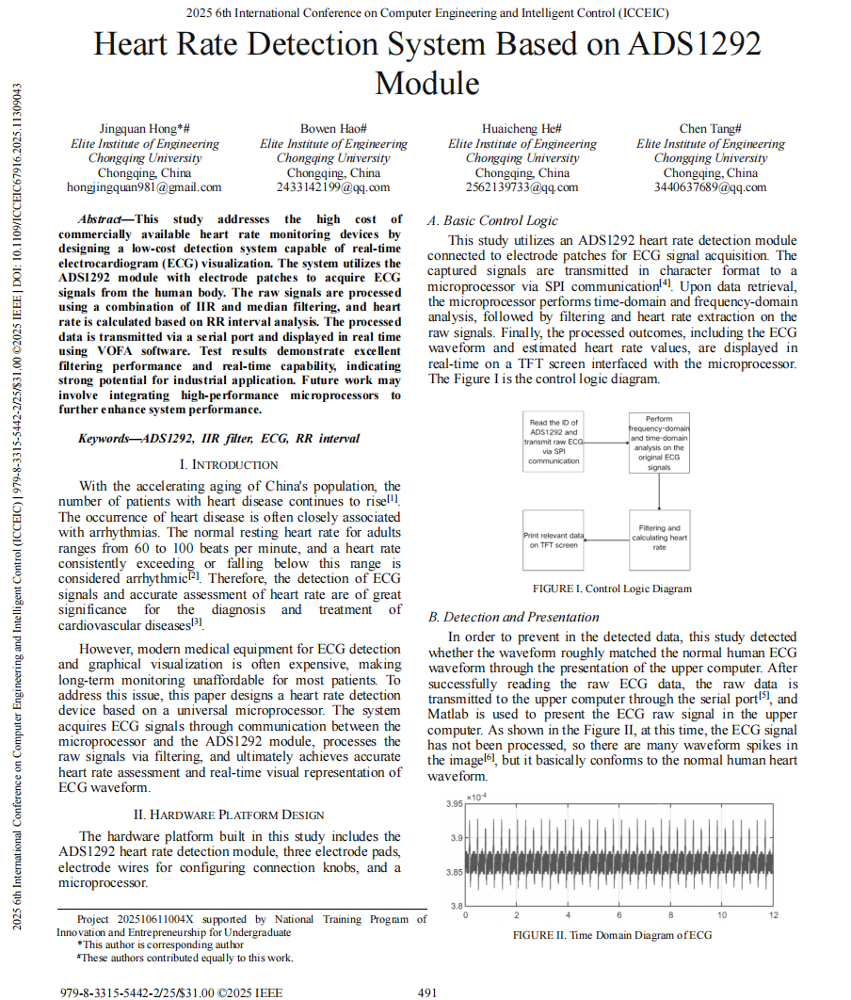 2025 6th International Conference on Computer Engineering and Intelligent Control (ICCEIC)
Heart Rate Detection System Based on ADS1292
Module
Jingquan Hong*#
Elite Institute of Engineering
Chongqing University
Chongqing, China
hongjingquan981@gmail.com
Bowen Hao#
Elite Institute of Engineering
Chongqing University
Chongqing, China
2433142199@qq.com
Huaicheng He#
Elite Institute of Engineering
Chongqing University
Chongqing, China
2562139733@qq.com
Chen Tang#
Elite Institute of Engineering
Chongqing University
Chongqing, China
3440637689@qq.com
Abstract—This study addresses the high cost of
commercially available heart rate monitoring devices by
designing a low-cost detection system capable of real-time
electrocardiogram (ECG) visualization. The system utilizes the
ADS1292 module with electrode patches to acquire ECG
signals from the human body. The raw signals are processed
using a combination of IIR and median filtering, and heart
rate is calculated based on RR interval analysis. The processed
data is transmitted via a serial port and displayed in real time
using VOFA software. Test results demonstrate excellent
filtering performance and real-time capability, indicating
strong potential for industrial application. Future work may
involve integrating high-performance microprocessors to
further enhance system performance.
Keywords—ADS1292, IIR filter, ECG, RR interval
I. INTRODUCTION
With the accelerating aging of China's population, the
number of patients with heart disease continues to rise[1].
The occurrence of heart disease is often closely associated
with arrhythmias. The normal resting heart rate for adults
ranges from 60 to 100 beats per minute, and a heart rate
consistently exceeding or falling below this range is
considered arrhythmic[2]. Therefore, the detection of ECG
signals and accurate assessment of heart rate are of great
significance for the diagnosis and treatment of
cardiovascular diseases[3].
However, modern medical equipment for ECG detection
and graphical visualization is often expensive, making
long-term monitoring unaffordable for most patients. To
address this issue, this paper designs a heart rate detection
device based on a universal microprocessor. The system
acquires ECG signals through communication between the
microprocessor and the ADS1292 module, processes the
raw signals via filtering, and ultimately achieves accurate
heart rate assessment and real-time visual representation of
ECG waveform.
II. HARDWARE PLATFORM DESIGN
The hardware platform built in this study includes the
ADS1292 heart rate detection module, three electrode pads,
electrode wires for configuring connection knobs, and a
microprocessor.
Project 202510611004X supported by National Training Program of
Innovation and Entrepreneurship for Undergraduate
*This author is corresponding author
#These authors contributed equally to this work.
A. Basic Control Logic
This study utilizes an ADS1292 heart rate detection module
connected to electrode patches for ECG signal acquisition. The
captured signals are transmitted in character format to a
microprocessor via SPI communication[4]. Upon data retrieval,
the microprocessor performs time-domain and frequency-domain
analysis, followed by filtering and heart rate extraction on the
raw signals. Finally, the processed outcomes, including the ECG
waveform and estimated heart rate values, are displayed in
real-time on a TFT screen interfaced with the microprocessor.
The Figure I is the control logic diagram.
Read the ID of
ADS1292 and
transmit raw ECG
via SPI
communication
Perform
frequency-domain
and time-domain
analysis on the
original ECG
signals
Print relevant data
on TFT screen
Filtering and
calculating heart
rate
FIGURE I. Control Logic Diagram
B. Detection and Presentation
In order to prevent in the detected data, this study detected
whether the waveform roughly matched the normal human ECG
waveform through the presentation of the upper computer. After
successfully reading the raw ECG data, the raw data is
transmitted to the upper computer through the serial port[5], and
Matlab is used to present the ECG raw signal in the upper
computer. As shown in the Figure II, at this time, the ECG signal
has not been processed, so there are many waveform spikes in
the image[6], but it basically conforms to the normal human heart
waveform.
×10⁻⁴
3.95
3.9
3.85
3.8
0 2 4 6 8 10 12
FIGURE II. Time Domain Diagram of ECG
979-8-3315-5442-2/25/$31.00 ©2025 IEEE
491
2025 6th International Conference on Computer Engineering and Intelligent Control (ICCEIC) | 979-8-3315-5442-2/25/$31.00 ©2025 IEEE | DOI: 10.1109/ICCEIC67916.2025.11309043